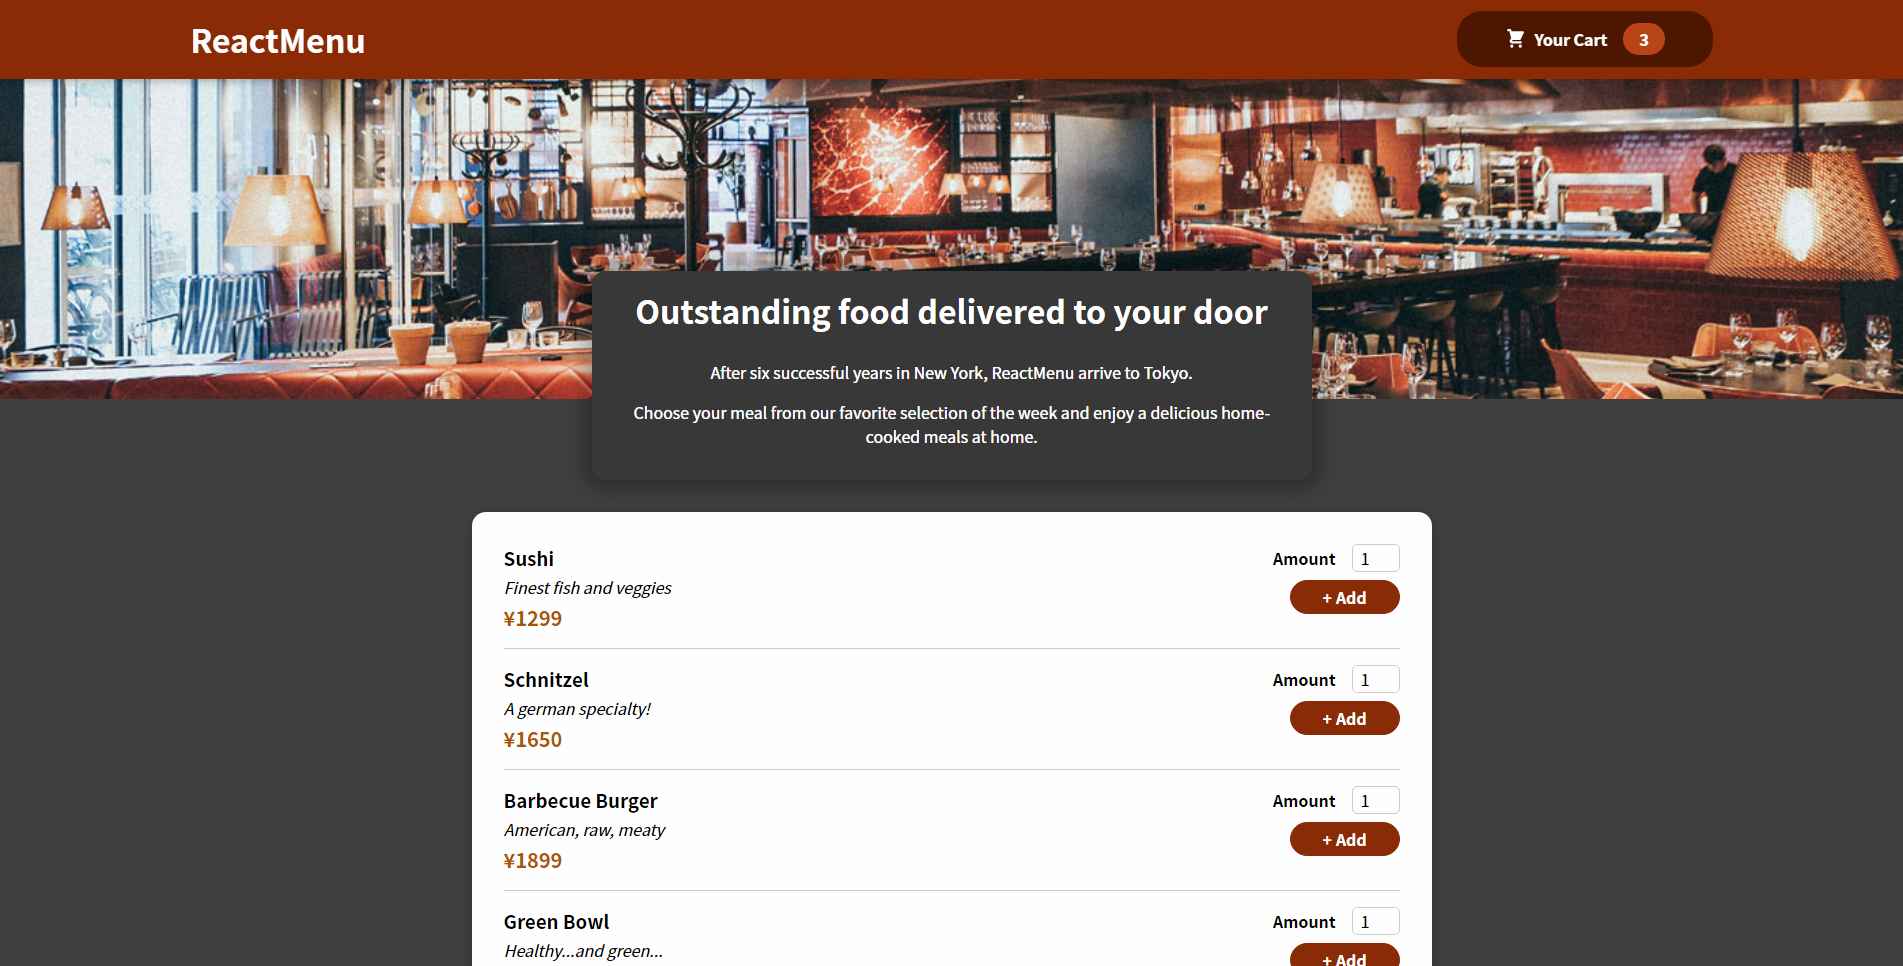 ReactMenu
Your Cart 3
Outstanding food delivered to your door
After six successful years in New York, ReactMenu arrive to Tokyo.
Choose your meal from our favorite selection of the week and enjoy a delicious home-
cooked meals at home.
Sushi
Finest fish and veggies
¥1299
Amount 1
+ Add
Schnitzel
A german specialty!
¥1650
Amount 1
+ Add
Barbecue Burger
American, raw, meaty
¥1899
Amount 1
+ Add
Green Bowl
Healthy...and green...
Amount 1
+ Add